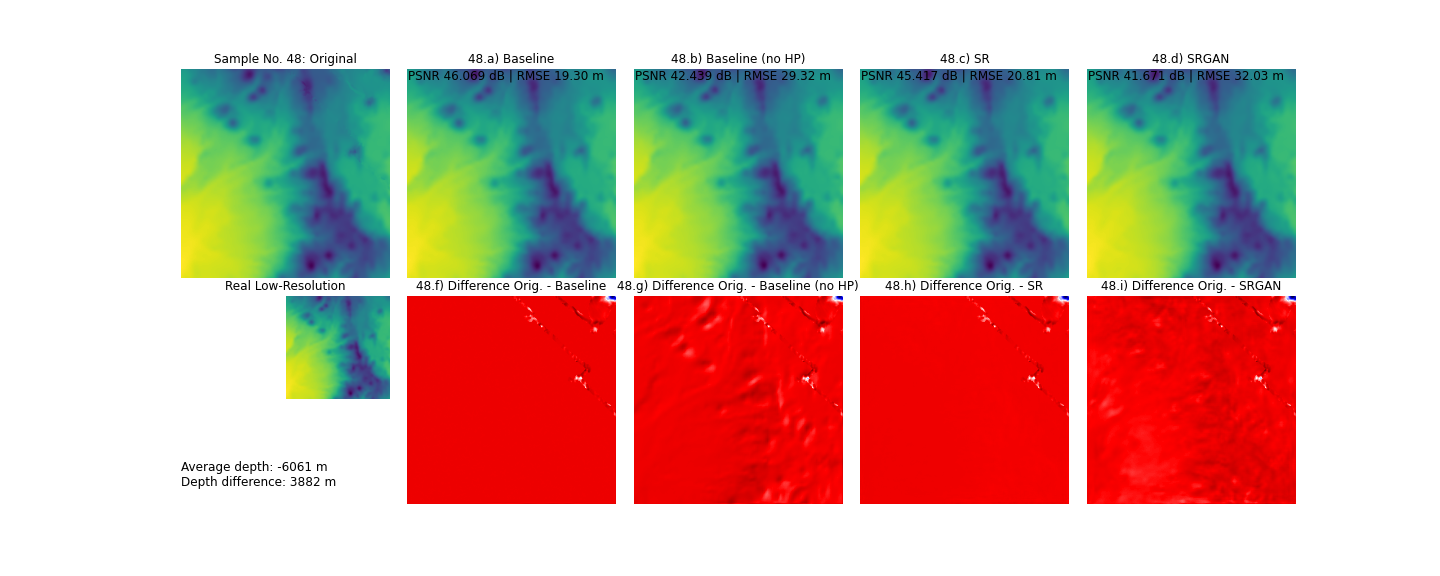 Sample No. 48: Original
48.a) Baseline
48.b) Baseline (no HP)
48.c) SR
48.d) SRGAN
PSNR 46.069 dB | RMSE 19.30 m
PSNR 42.439 dB | RMSE 29.32 m
PSNR 45.417 dB | RMSE 20.81 m
PSNR 41.671 dB | RMSE 32.03 m
Real Low-Resolution
48.f) Difference Orig. - Baseline
48.g) Difference Orig. - Baseline (no HP)
48.h) Difference Orig. - SR
48.i) Difference Orig. - SRGAN
Average depth: -6061 m
Depth difference: 3882 m